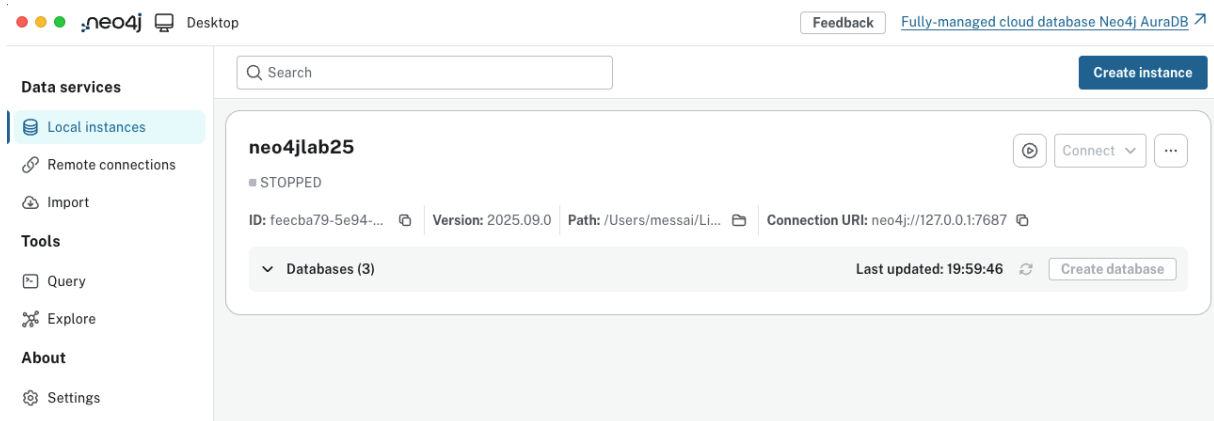 :neo4j Desktop
Feedback
Fully-managed cloud database Neo4j AuraDB
Data services
Local instances
Remote connections
Import
Tools
Query
Explore
About
Settings
Search
Create instance
neo4jlab25
Connect
...
STOPPED
ID: feecba79-5e94-... Version: 2025.09.0 Path: /Users/messai/Li... Connection URI: neo4j://127.0.0.1:7687
Databases (3) Last updated: 19:59:46 Create database